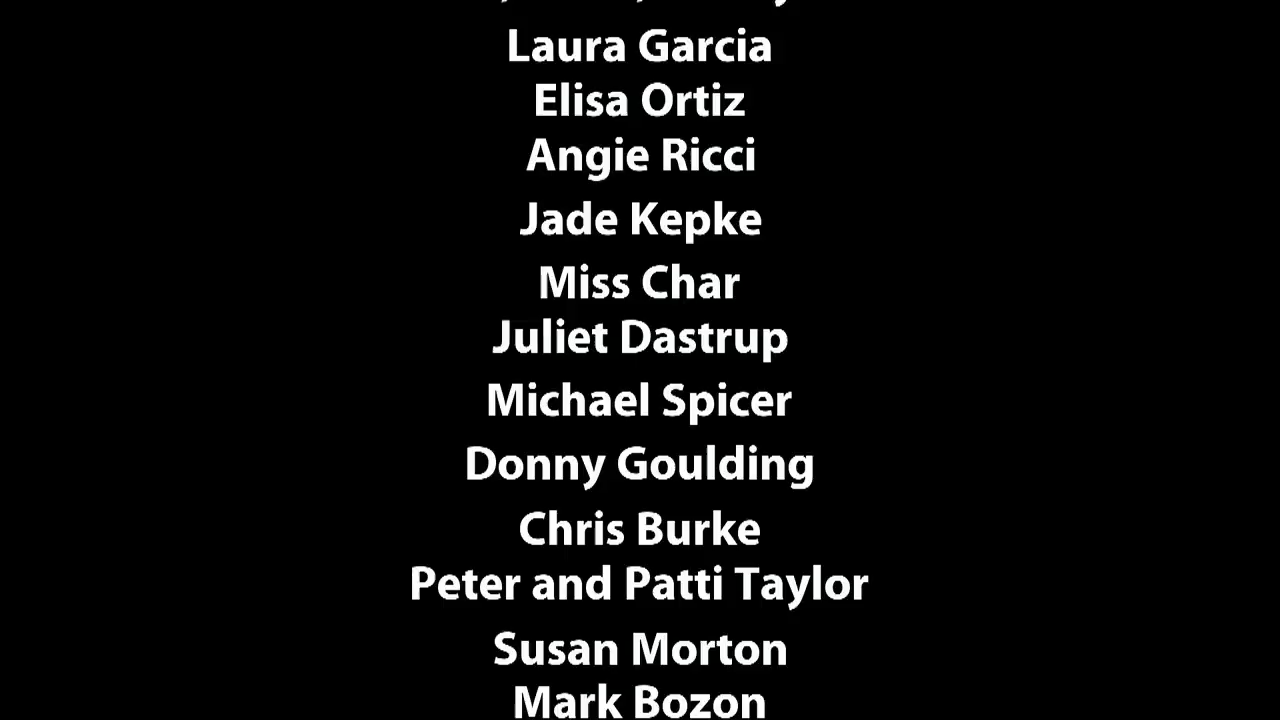 Laura Garcia
Elisa Ortiz
Angie Ricci
Jade Kepke
Miss Char
Juliet Dastrup
Michael Spicer
Donny Goulding
Chris Burke
Peter and Patti Taylor
Susan Morton
Mark Bozon